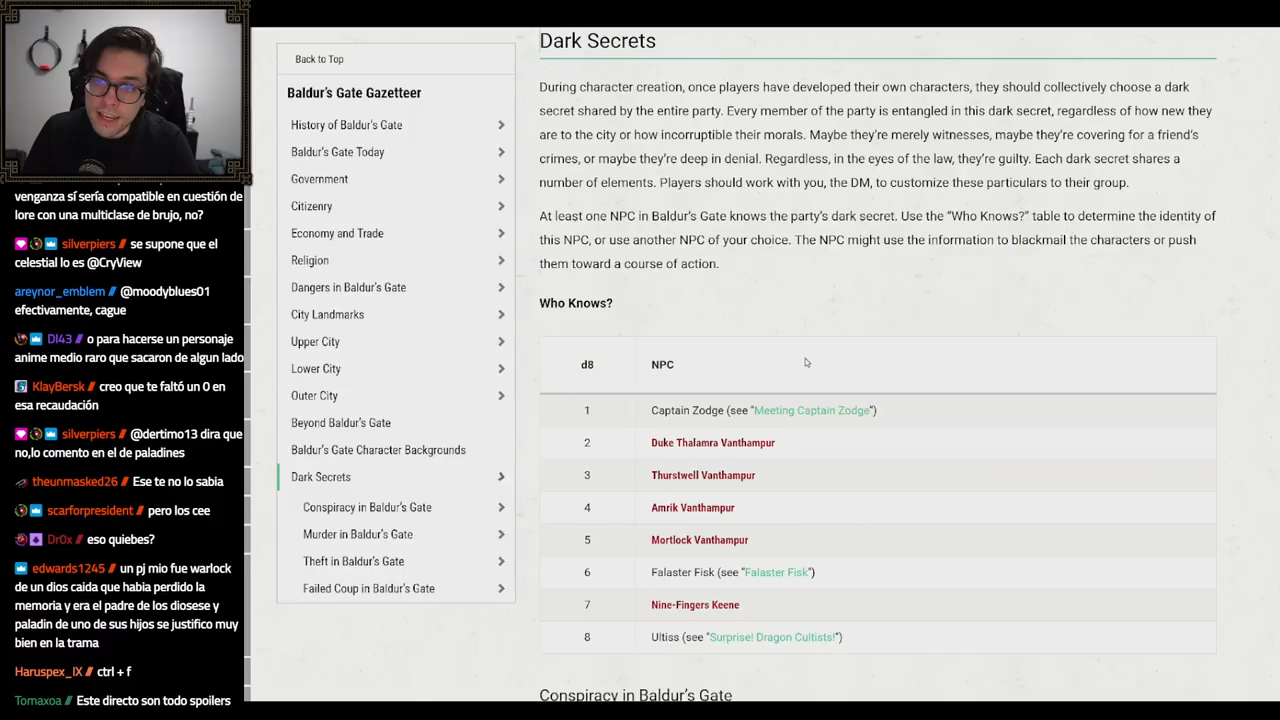 venganza sí sería compatible en cuestión de
lore con una multiclase de brujo, no?
silverpiers // se supone que el
celestial lo es @CryView
areynor_emblem // @moodyblues01
efectivamente, cague
Dl43 // o para hacerse un personaje
anime medio raro que sacaron de algun lado
KlayBersk // creo que te faltó un 0 en
esa recaudación
silverpiers // @dertimo13 dira que
no,lo comento en el de paladines
theunmasked26 // Ese te no lo sabia
scarforpresident // pero los cee
Dr0x // eso quiebes?
edwards1245 // un pj mio fue warlock
de un dios caida que habia perdido la
memoria y era el padre de los diosese y
paladin de uno de sus hijos se justifico muy
bien en la trama
Haruspex_IX // ctrl + f
Tomaxoa // Este directo son todo spoilers
Back to Top
Baldur's Gate Gazetteer
History of Baldur's Gate
Baldur's Gate Today
Government
Citizenry
Economy and Trade
Religion
Dangers in Baldur's Gate
City Landmarks
Upper City
Lower City
Outer City
Beyond Baldur's Gate
Baldur's Gate Character Backgrounds
Dark Secrets
Conspiracy in Baldur's Gate
Murder in Baldur's Gate
Theft in Baldur's Gate
Failed Coup in Baldur's Gate
Dark Secrets
During character creation, once players have developed their own characters, they should collectively choose a dark
secret shared by the entire party. Every member of the party is entangled in this dark secret, regardless of how new they
are to the city or how incorruptible their morals. Maybe they're merely witnesses, maybe they're covering for a friend's
crimes, or maybe they're deep in denial. Regardless, in the eyes of the law, they're guilty. Each dark secret shares a
number of elements. Players should work with you, the DM, to customize these particulars to their group.
At least one NPC in Baldur's Gate knows the party's dark secret. Use the “Who Knows?” table to determine the identity of
this NPC, or use another NPC of your choice. The NPC might use the information to blackmail the characters or push
them toward a course of action.
Who Knows?
d8 NPC
1 Captain Zodge (see “Meeting Captain Zodge”)
2 Duke Thalamra Vanthampur
3 Thurstwell Vanthampur
4 Amrik Vanthampur
5 Mortlock Vanthampur
6 Falaster Fisk (see “Falaster Fisk”)
7 Nine-Fingers Keene
8 Ultiss (see “Surprise! Dragon Cultists!”)
Conspiracy in Baldur's Gate